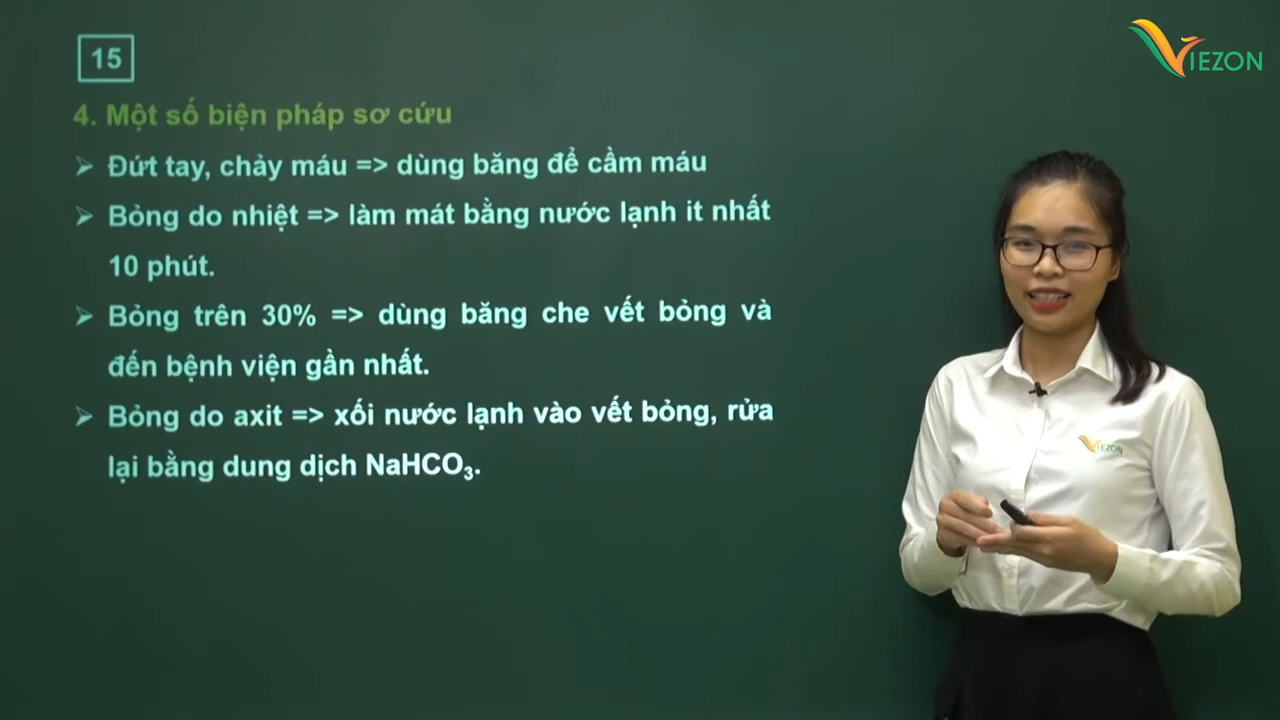 15
VIEZON
4. Một số biện pháp sơ cứu
➢ Đứt tay, chảy máu => dùng băng để cầm máu
➢ Bỏng do nhiệt => làm mát bằng nước lạnh it nhất
10 phút.
➢ Bỏng trên 30% => dùng băng che vết bỏng và
đến bệnh viện gần nhất.
➢ Bỏng do axit => xối nước lạnh vào vết bỏng, rửa
lại bằng dung dịch NaHCO₃.
VIEZON